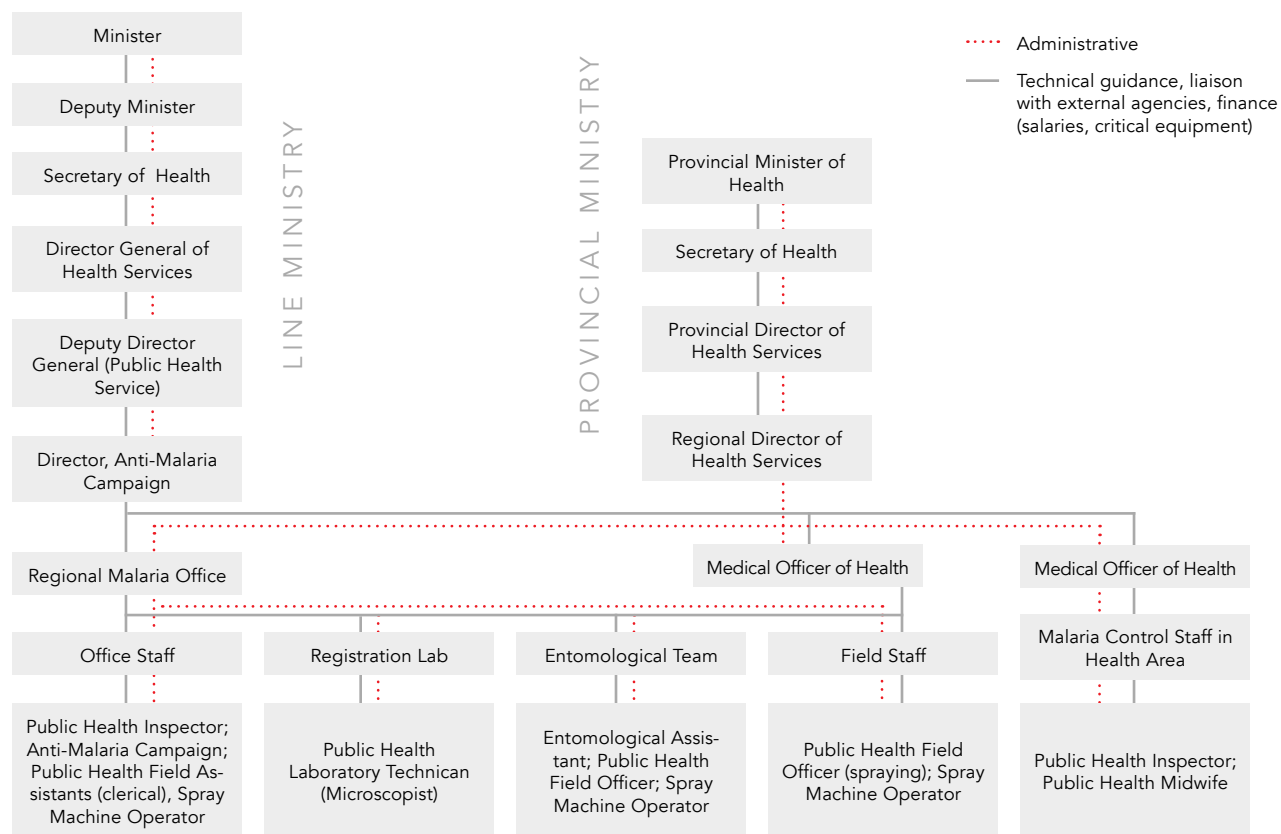 Minister
Deputy Minister
Secretary of Health
Director General of
Health Services
Deputy Director
General (Public Health
Service)
Director, Anti-Malaria
Campaign
LINE MINISTRY
PROVINCIAL MINISTRY
Provincial Minister of
Health
Secretary of Health
Provincial Director of
Health Services
Regional Director of
Health Services
Administrative
Technical guidance, liaison
with external agencies, finance
(salaries, critical equipment)
Regional Malaria Office
Medical Officer of Health
Medical Officer of Health
Office Staff
Registration Lab
Entomological Team
Field Staff
Malaria Control Staff in
Health Area
Public Health Inspector;
Anti-Malaria Campaign;
Public Health Field As-
sistants (clerical), Spray
Machine Operator
Public Health
Laboratory Technican
(Microscopist)
Entomological Assis-
tant; Public Health
Field Officer; Spray
Machine Operator
Public Health Field
Officer (spraying); Spray
Machine Operator
Public Health Inspector;
Public Health Midwife